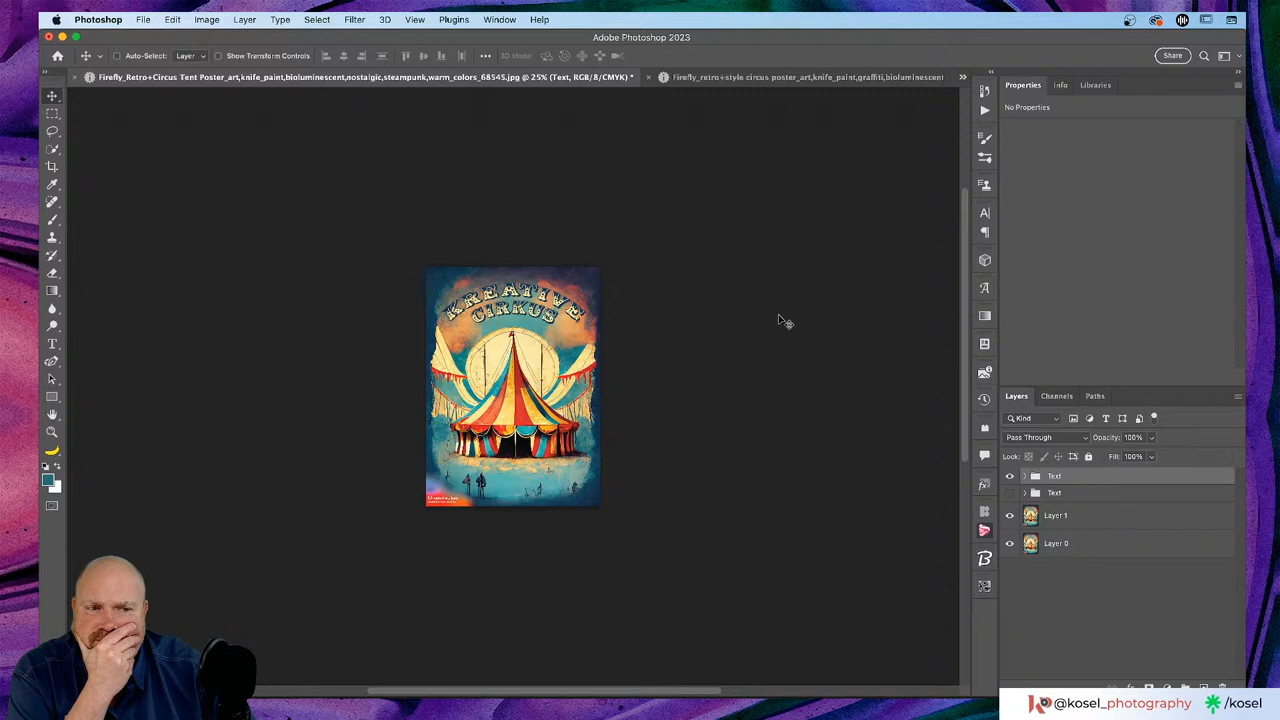 Photoshop File Edit Image Layer Type Select Filter 3D View Plugins Window Help
Adobe Photoshop 2023
Auto-Select: Layer Show Transform Controls 3D Mode: Share
Firefly_Retro+Circus Tent Poster_art,knife_paint,bioluminescent,nostalgic,steampunk,warm_colors_68545.jpg @ 25% (Text, RGB/8/CMYK) *
Firefly_retro+style circus poster_art,knife_paint,graffiti,bioluminescent
Properties Info Libraries
No Properties
KREATIVE
CIRKUS
Layers Channels Paths
Kind
Pass Through Opacity: 100%
Lock: Fill: 100%
Text
Text
Layer 1
Layer 0
@kosel_photography /kosel